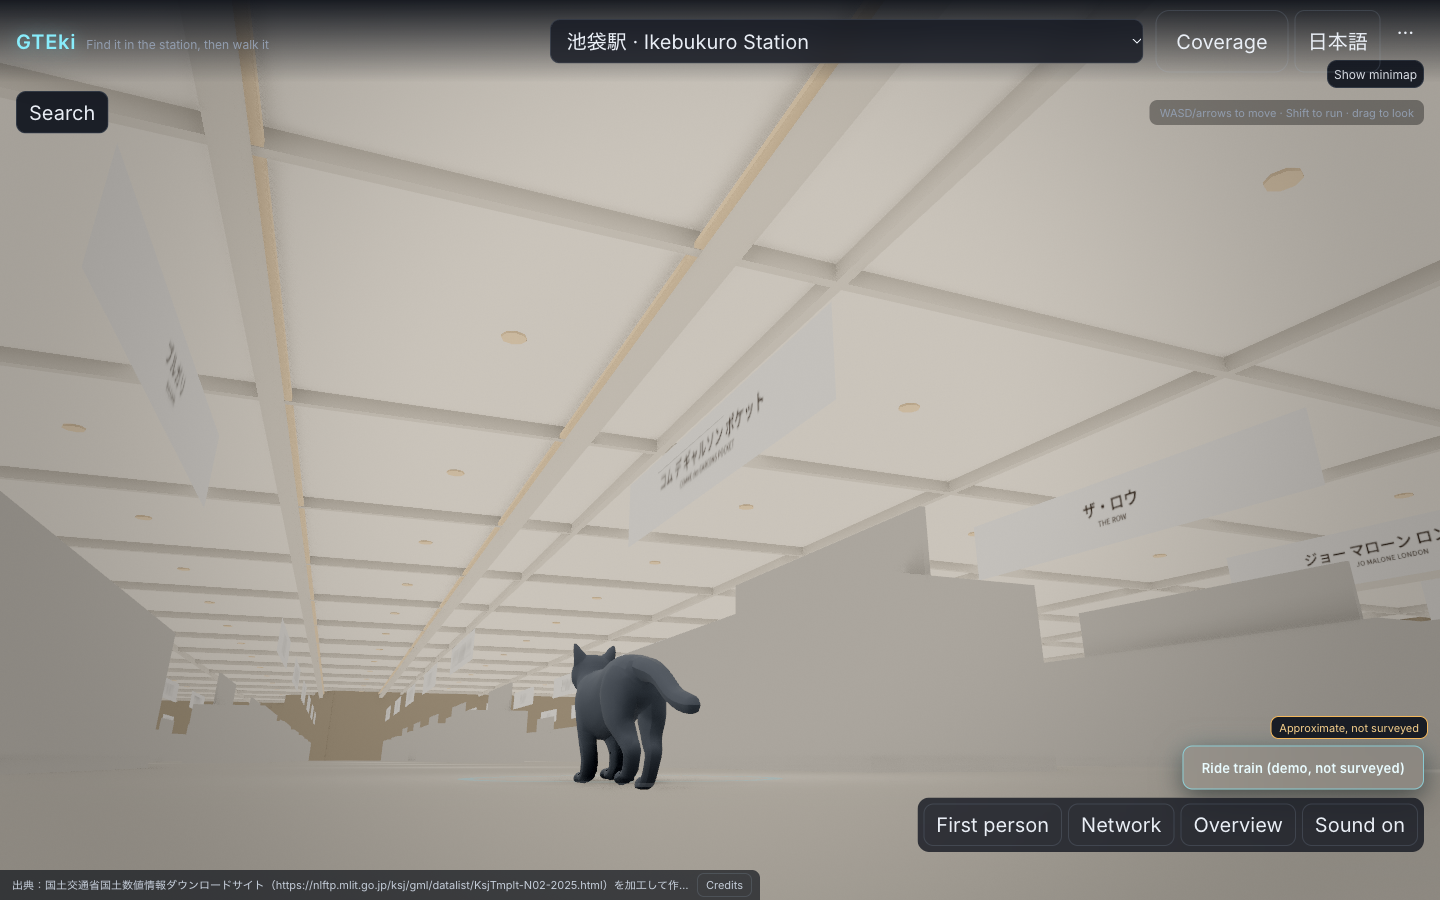 GTEki Find it in the station, then walk it
池袋駅 · Ikebukuro Station
Coverage
日本語
...
Show minimap
Search
WASD/arrows to move · Shift to run · drag to look
コム デ ギャルソン ポケット
ザ・ロウ
THE ROW
ジョー マローン ロン
JO MALONE LONDON
Approximate, not surveyed
Ride train (demo, not surveyed)
First person
Network
Overview
Sound on
出典：国土交通省国土数値情報ダウンロードサイト（https://nlftp.mlit.go.jp/ksj/gml/datalist/KsjTmplt-N02-2025.html）を加工して作…
Credits